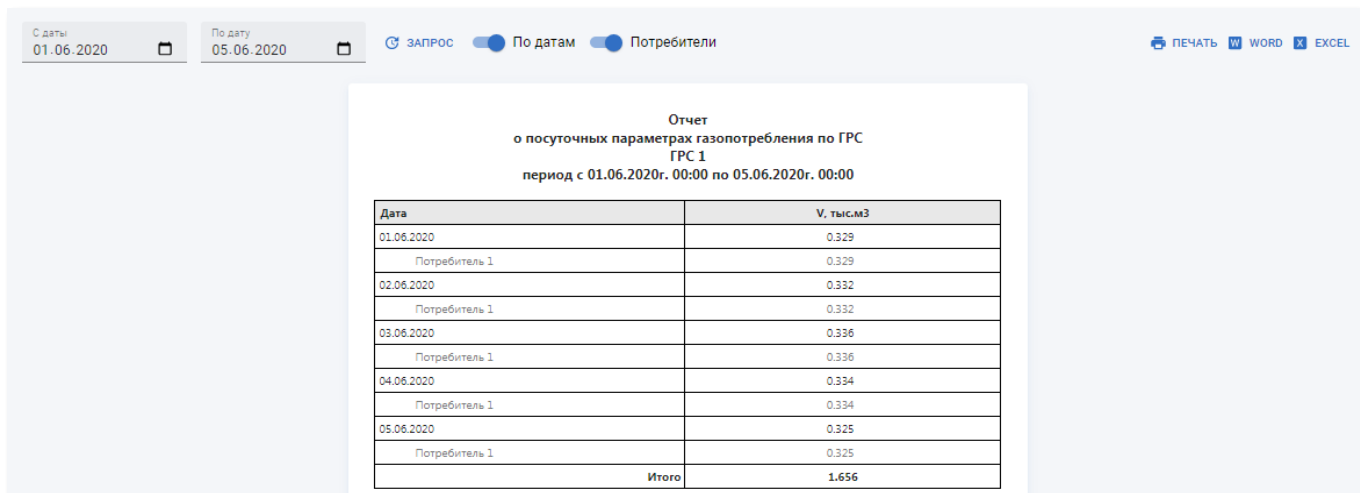 С даты
01.06.2020
По дату
05.06.2020
ЗАПРОС
По датам
Потребители
ПЕЧАТЬ
W WORD
X EXCEL
Отчет
о посуточных параметрах газопотребления по ГРС
ГРС 1
период с 01.06.2020г. 00:00 по 05.06.2020г. 00:00
Дата V, тыс.м3
01.06.2020 0.329
Потребитель 1 0.329
02.06.2020 0.332
Потребитель 1 0.332
03.06.2020 0.336
Потребитель 1 0.336
04.06.2020 0.334
Потребитель 1 0.334
05.06.2020 0.325
Потребитель 1 0.325
Итого 1.656